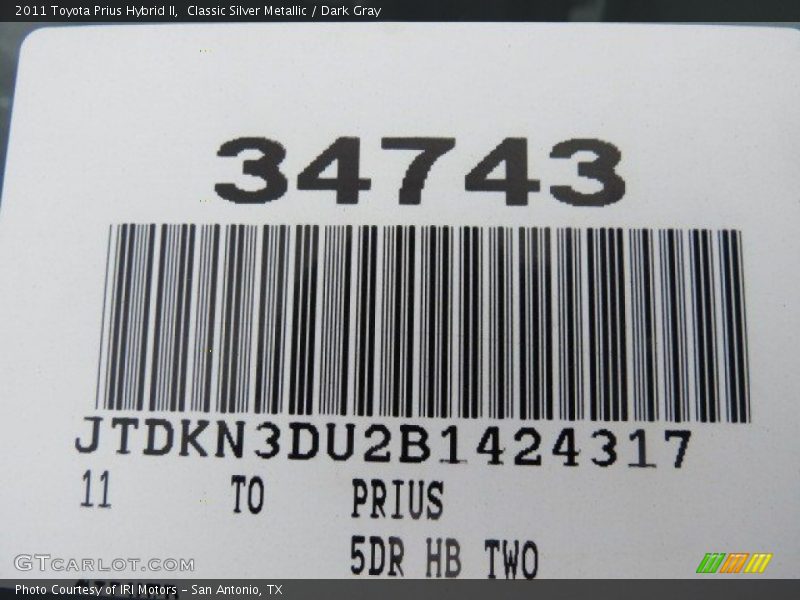 2011 Toyota Prius Hybrid II, Classic Silver Metallic / Dark Gray
34743
JTDKN3DU2B1424317
11 TO PRIUS
5DR HB TWO
GTCARLOT.COM
Photo Courtesy of IRI Motors – San Antonio, TX